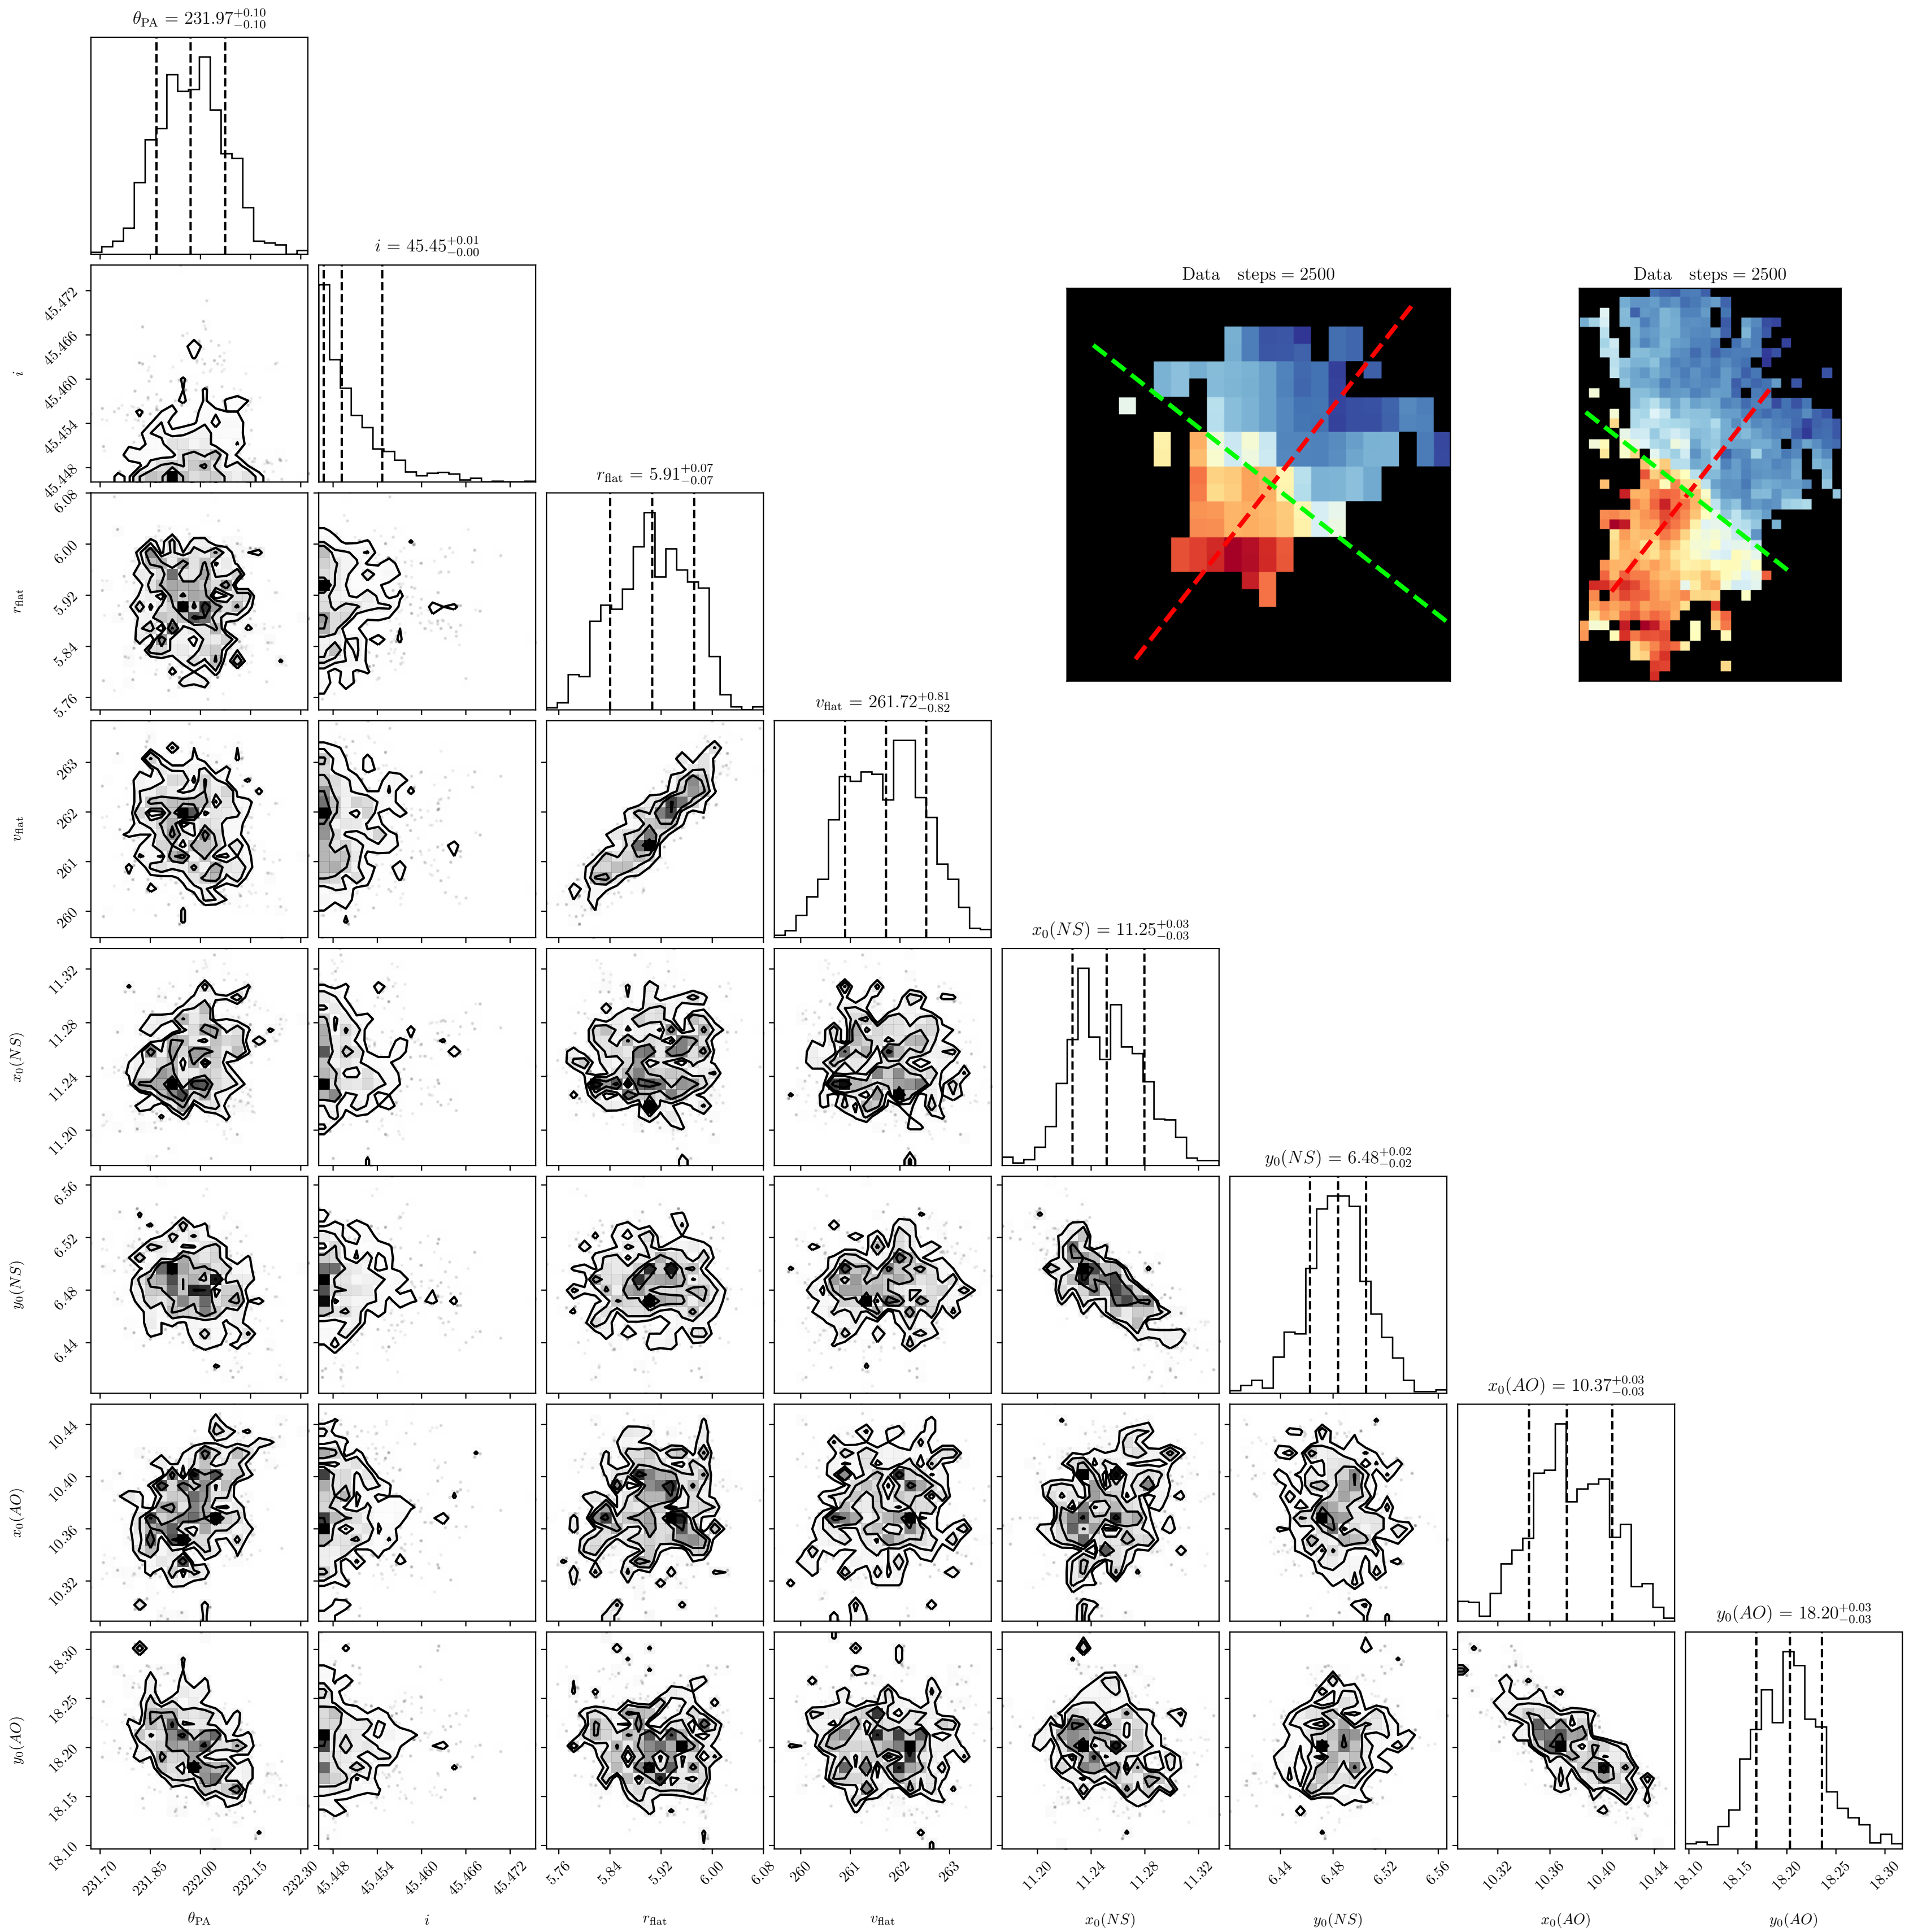 θ_PA = 231.97^{+0.10}_{−0.10}
i = 45.45^{+0.01}_{−0.00}
Data steps = 2500
Data steps = 2500
45.472
45.466
45.460
45.454
45.448
i
r_flat = 5.91^{+0.07}_{−0.07}
6.08
6.00
5.92
5.84
5.76
r_flat
v_flat = 261.72^{+0.81}_{−0.82}
263
262
261
260
v_flat
x_0(NS) = 11.25^{+0.03}_{−0.03}
11.32
11.28
11.24
11.20
x_0(NS)
y_0(NS) = 6.48^{+0.02}_{−0.02}
6.56
6.52
6.48
6.44
y_0(NS)
x_0(AO) = 10.37^{+0.03}_{−0.03}
10.44
10.40
10.36
10.32
x_0(AO)
y_0(AO) = 18.20^{+0.03}_{−0.03}
18.30
18.25
18.20
18.15
18.10
y_0(AO)
231.70 231.85 232.00 232.15 232.30
45.448 45.454 45.460 45.466 45.472
5.76 5.84 5.92 6.00 6.08
260 261 262 263
11.20 11.24 11.28 11.32
6.44 6.48 6.52 6.56
10.32 10.36 10.40 10.44
18.10 18.15 18.20 18.25 18.30
θ_PA
i
r_flat
v_flat
x_0(NS)
y_0(NS)
x_0(AO)
y_0(AO)